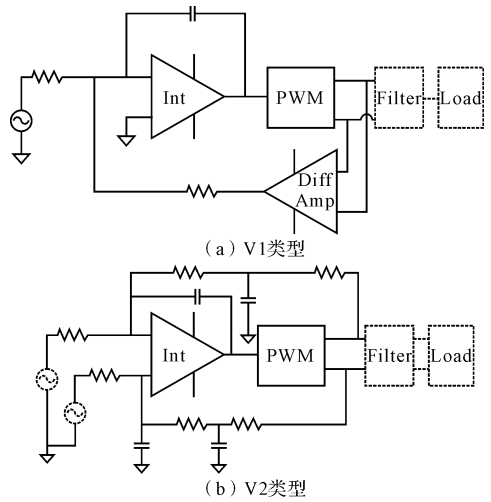 Int
PWM
Filter
Load
Diff
Amp
（a）V1类型
Int
PWM
Filter
Load
（b）V2类型